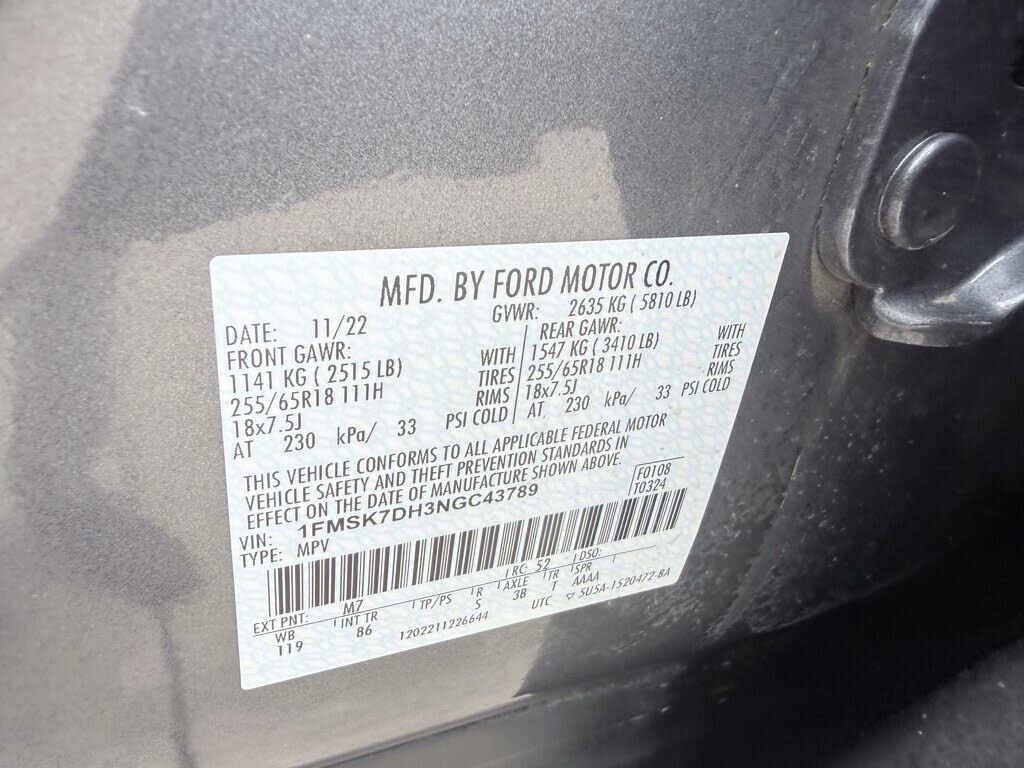 MFD. BY FORD MOTOR CO.
DATE: 11/22 GVWR: 2635 KG ( 5810 LB)
FRONT GAWR: REAR GAWR:
1141 KG ( 2515 LB) WITH 1547 KG ( 3410 LB) WITH
255/65R18 111H TIRES 255/65R18 111H TIRES
18x7.5J RIMS 18x7.5J RIMS
AT 230 kPa/ 33 PSI COLD AT 230 kPa/ 33 PSI COLD
THIS VEHICLE CONFORMS TO ALL APPLICABLE FEDERAL MOTOR
VEHICLE SAFETY AND THEFT PREVENTION STANDARDS IN
EFFECT ON THE DATE OF MANUFACTURE SHOWN ABOVE.
F0108
VIN: 1FMSK7DH3NGC43789 T0324
TYPE: MPV
EXT PNT: M7 RC: 52 DSO:
WB INT TR TP/PS R AXLE TR SPR
119 86 S 3B T AAAA
1202211226644 UTC ▽ 5U5A-1520472-BA